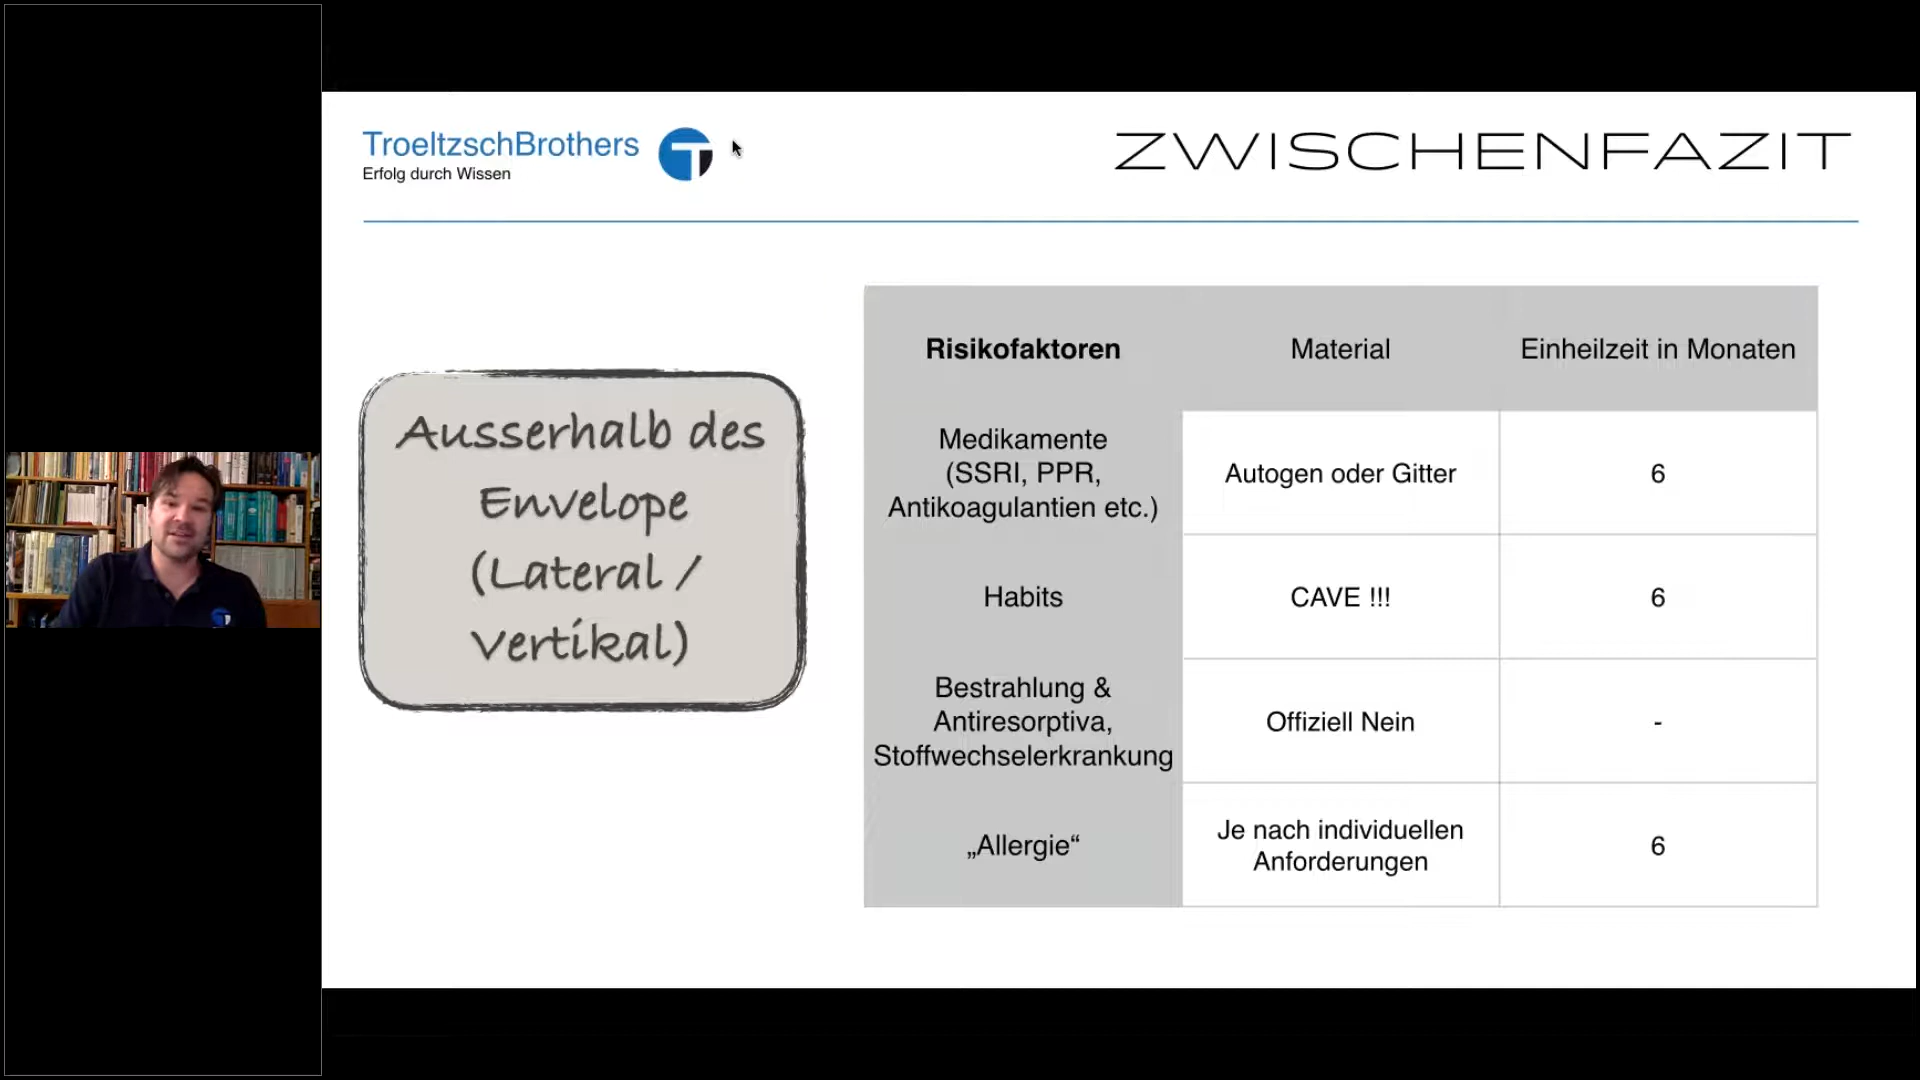 TroeltzschBrothers
Erfolg durch Wissen
ZWISCHENFAZIT
Ausserhalb des
Envelope
(Lateral /
Vertikal)
Risikofaktoren
Material
Einheilzeit in Monaten
Medikamente
(SSRI, PPR,
Antikoagulantien etc.)
Autogen oder Gitter
6
Habits
CAVE !!!
6
Bestrahlung &
Antiresorptiva,
Stoffwechselerkrankung
Offiziell Nein
-
„Allergie“
Je nach individuellen
Anforderungen
6